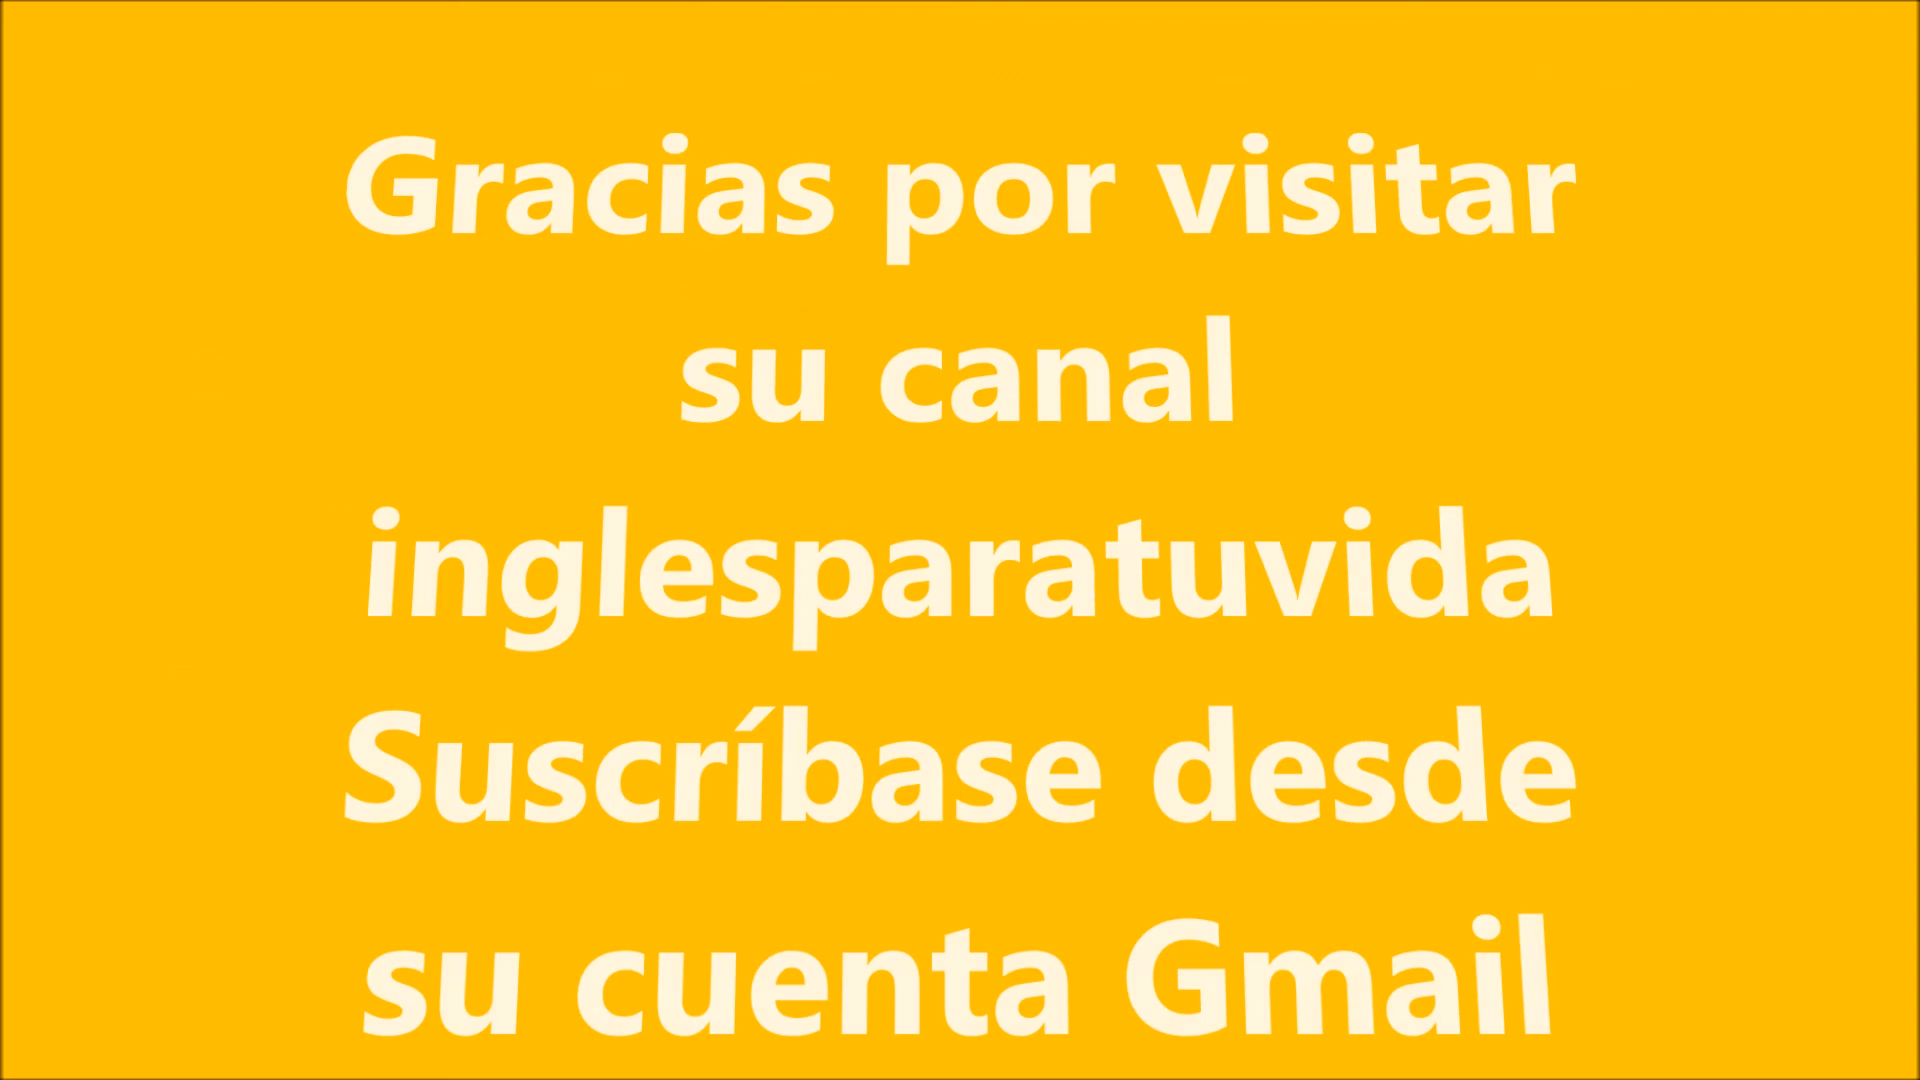 Gracias por visitar
su canal
inglesparatuvida
Suscríbase desde
su cuenta Gmail